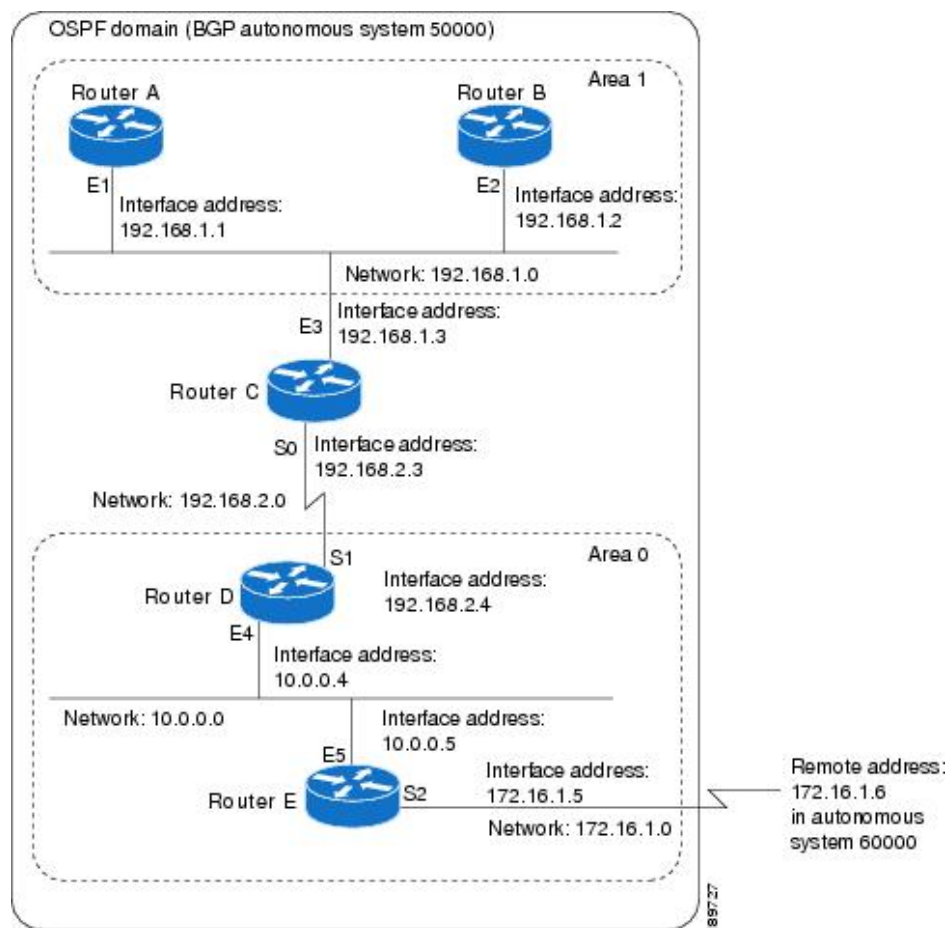 OSPF domain (BGP autonomous system 50000)
Area 1
Router A
Router B
E1
Interface address:
192.168.1.1
E2
Interface address:
192.168.1.2
Network: 192.168.1.0
E3
Interface address:
192.168.1.3
Router C
S0
Interface address:
192.168.2.3
Network: 192.168.2.0
Area 0
S1
Router D
Interface address:
192.168.2.4
E4
Interface address:
10.0.0.4
Network: 10.0.0.0
Interface address:
10.0.0.5
E5
Router E
S2
Interface address:
172.16.1.5
Network: 172.16.1.0
Remote address:
172.16.1.6
in autonomous
system 60000
89727